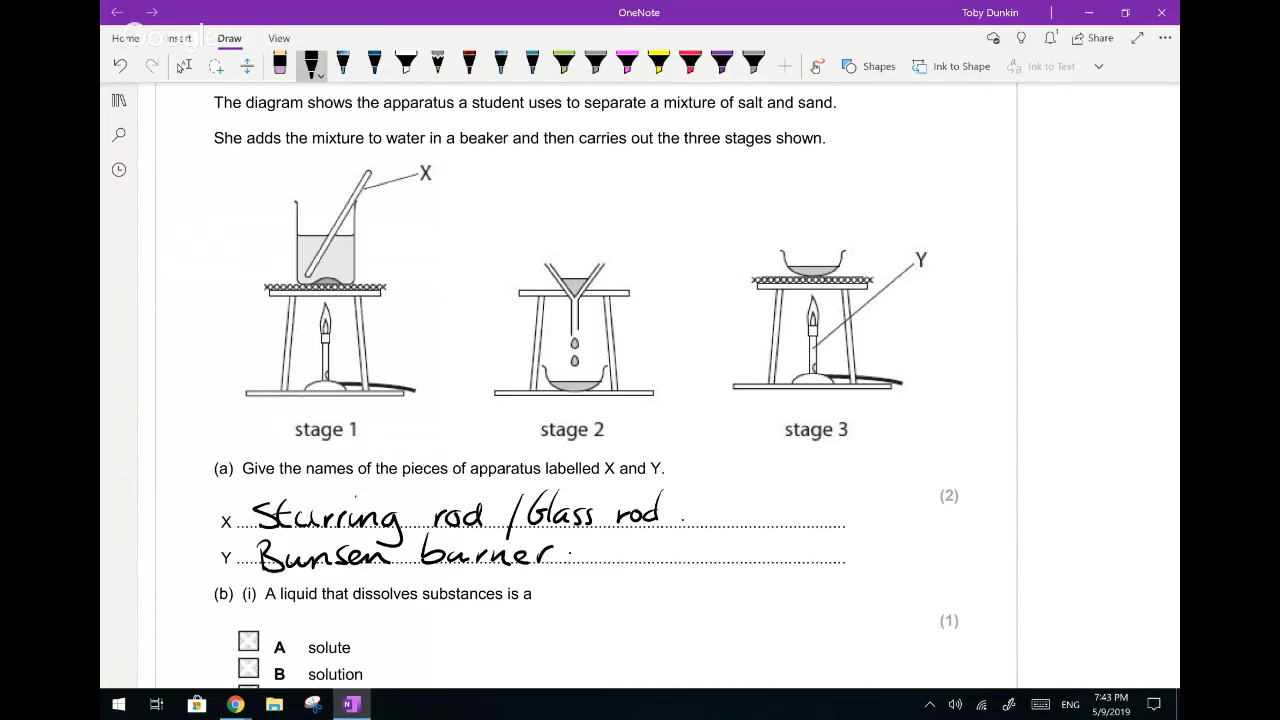 OneNote
Toby Dunkin
Home
Insert
Draw
View
Share
Shapes
Ink to Shape
Ink to Text
Google
The diagram shows the apparatus a student uses to separate a mixture of salt and sand.
She adds the mixture to water in a beaker and then carries out the three stages shown.
X
Y
stage 1
stage 2
stage 3
(a) Give the names of the pieces of apparatus labelled X and Y.
(2)
X Stirring rod / Glass rod
Y Bunsen burner
(b) (i) A liquid that dissolves substances is a
(1)
A solute
B solution
ENG
7:43 PM
5/9/2019